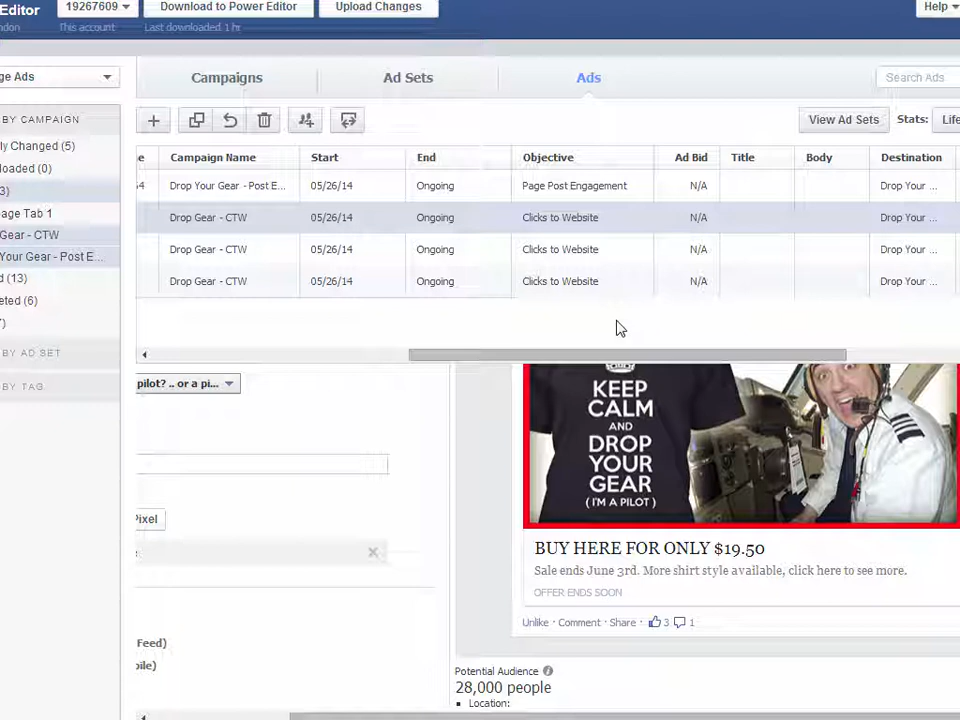 Editor 19267609 Download to Power Editor Upload Changes Help
ndon This account Last downloaded: 1 hr
ge Ads Campaigns Ad Sets Ads Search Ads
BY CAMPAIGN View Ad Sets Stats: Life
ly Changed (5)
oaded (0)
3)
age Tab 1
Gear - CTW
Your Gear - Post E...
d (13)
eted (6)
7)
BY AD SET
BY TAG
e Campaign Name Start End Objective Ad Bid Title Body Destination
54 Drop Your Gear - Post E... 05/26/14 Ongoing Page Post Engagement N/A Drop Your ...
Drop Gear - CTW 05/26/14 Ongoing Clicks to Website N/A Drop Your ...
Drop Gear - CTW 05/26/14 Ongoing Clicks to Website N/A Drop Your ...
Drop Gear - CTW 05/26/14 Ongoing Clicks to Website N/A Drop Your ...
pilot? .. or a pi...
Pixel
Feed)
bile)
KEEP
CALM
AND
DROP
YOUR
GEAR
( I'M A PILOT )
BUY HERE FOR ONLY $19.50
Sale ends June 3rd. More shirt style available, click here to see more.
OFFER ENDS SOON
Unlike · Comment · Share · 3 1
Potential Audience
28,000 people
Location: